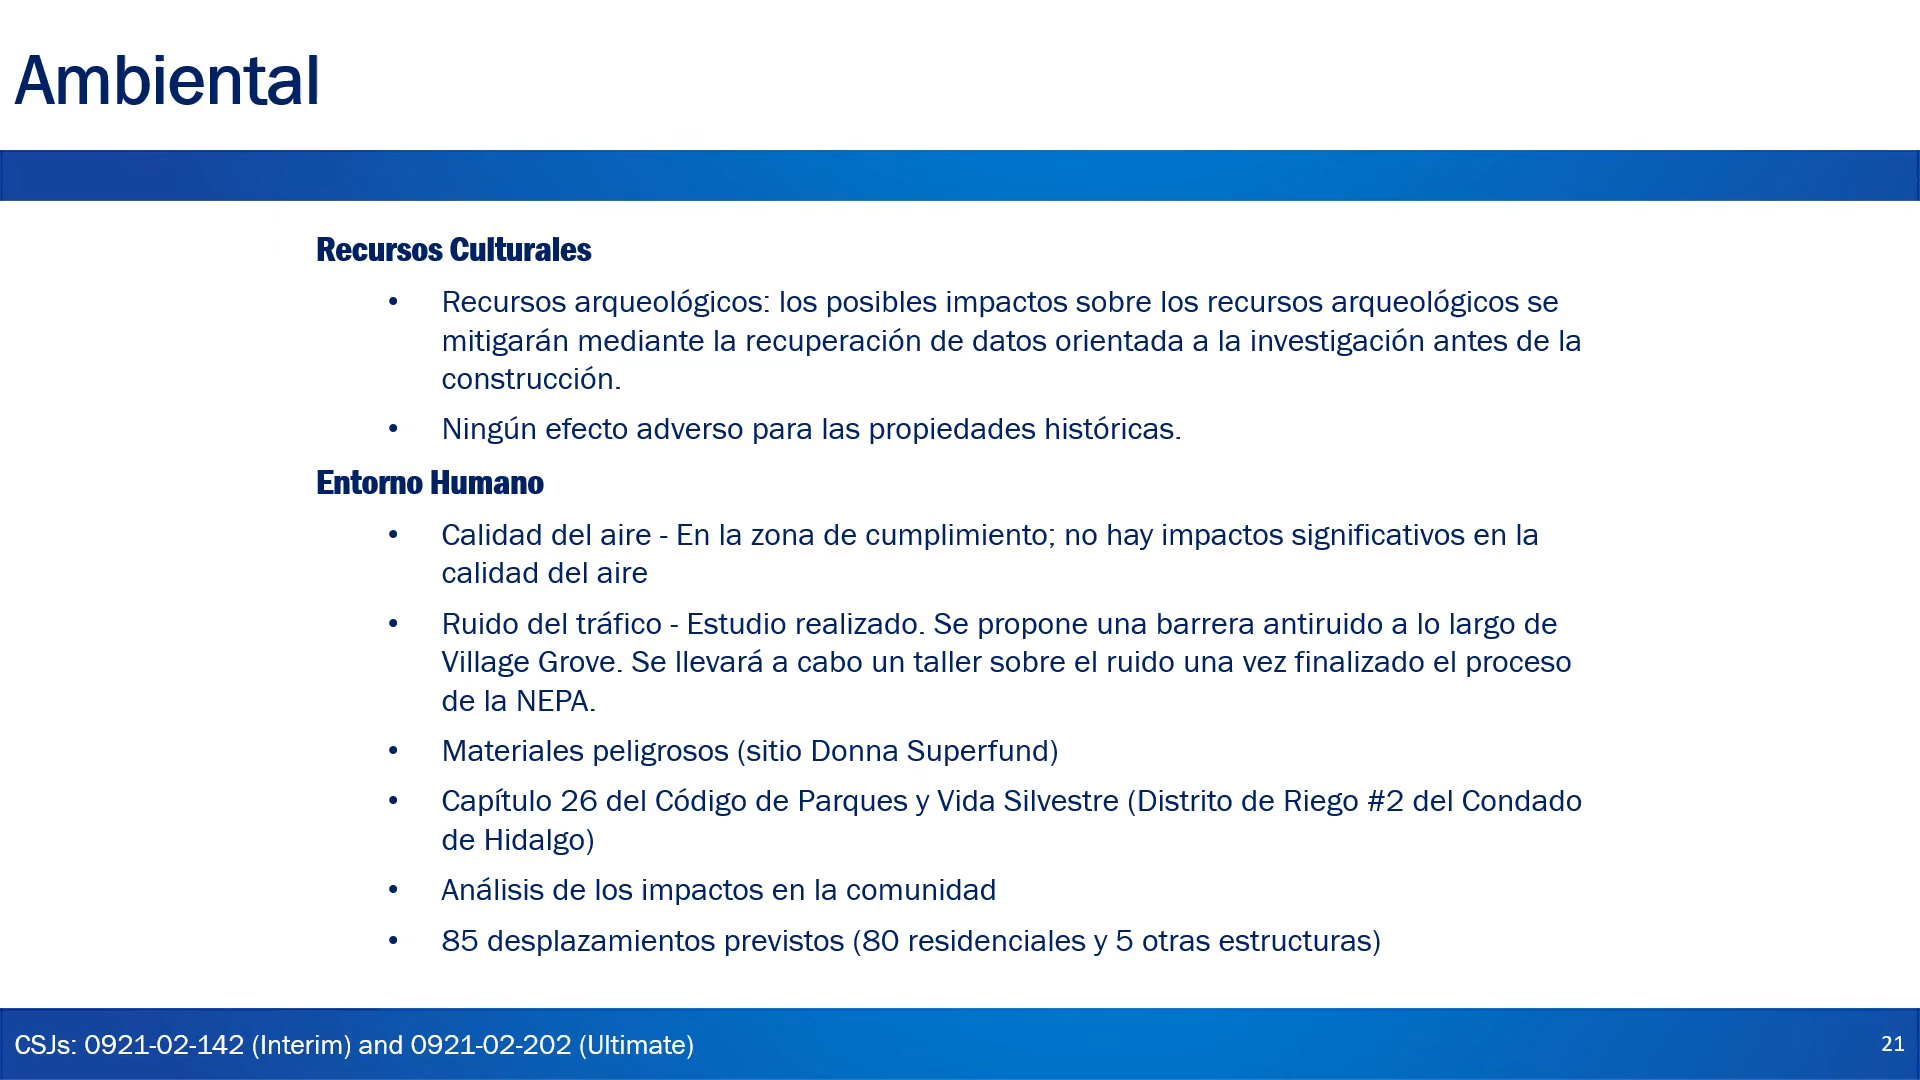 Ambiental
Recursos Culturales
• Recursos arqueológicos: los posibles impactos sobre los recursos arqueológicos se
mitigarán mediante la recuperación de datos orientada a la investigación antes de la
construcción.
• Ningún efecto adverso para las propiedades históricas.
Entorno Humano
• Calidad del aire - En la zona de cumplimiento; no hay impactos significativos en la
calidad del aire
• Ruido del tráfico - Estudio realizado. Se propone una barrera antiruido a lo largo de
Village Grove. Se llevará a cabo un taller sobre el ruido una vez finalizado el proceso
de la NEPA.
• Materiales peligrosos (sitio Donna Superfund)
• Capítulo 26 del Código de Parques y Vida Silvestre (Distrito de Riego #2 del Condado
de Hidalgo)
• Análisis de los impactos en la comunidad
• 85 desplazamientos previstos (80 residenciales y 5 otras estructuras)
CSJs: 0921-02-142 (Interim) and 0921-02-202 (Ultimate)
21